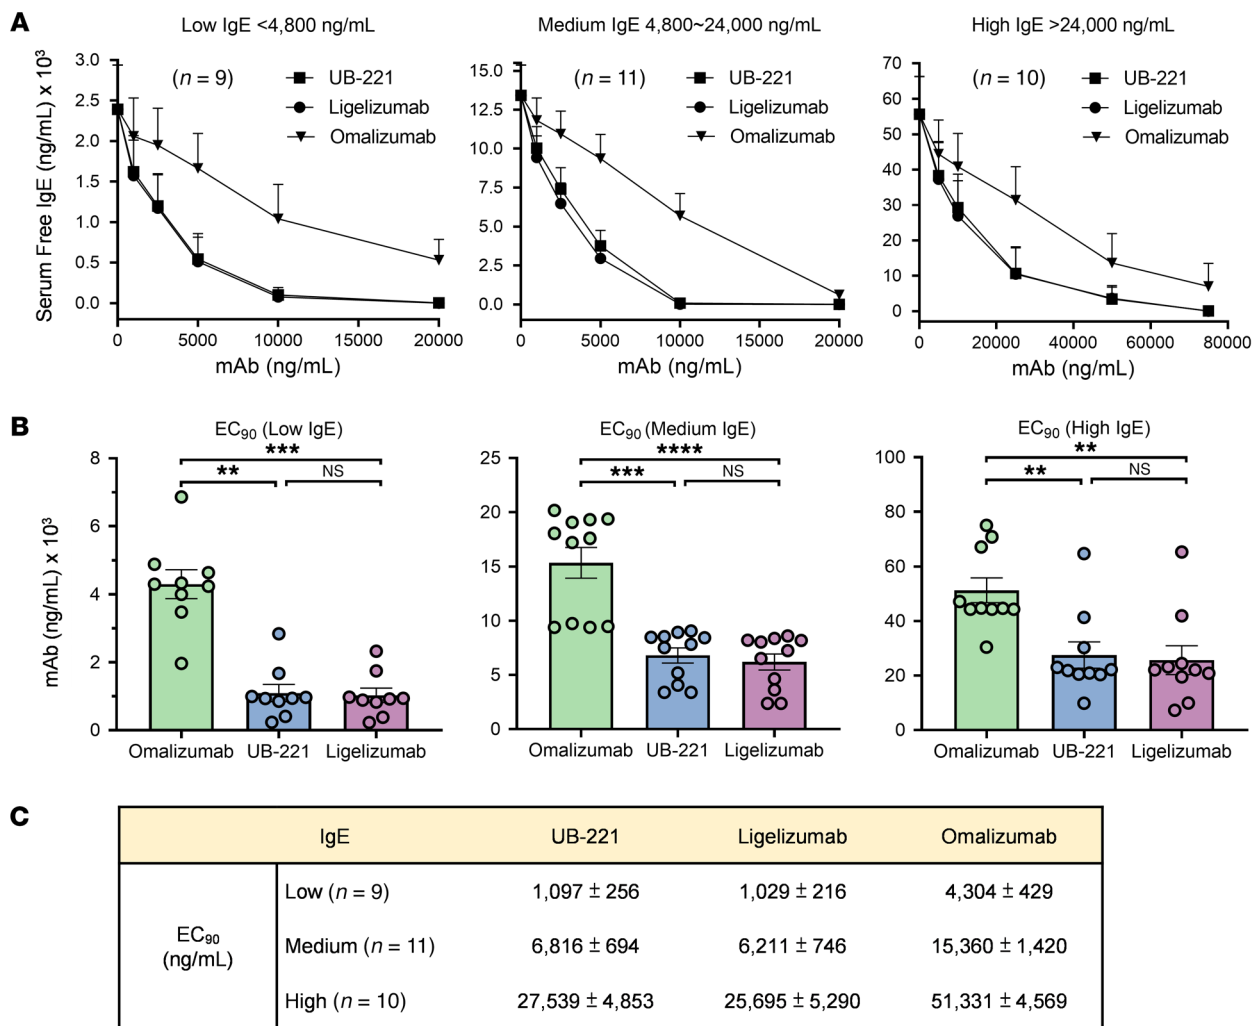 A
Low IgE <4,800 ng/mL
Medium IgE 4,800~24,000 ng/mL
High IgE >24,000 ng/mL
Serum Free IgE (ng/mL) x 10³
3.0
2.5
2.0
1.5
1.0
0.5
0.0
(n = 9)
UB-221
Ligelizumab
Omalizumab
0 5000 10000 15000 20000
mAb (ng/mL)
15.0
12.5
10.0
7.5
5.0
2.5
0.0
(n = 11)
UB-221
Ligelizumab
Omalizumab
0 5000 10000 15000 20000
mAb (ng/mL)
70
60
50
40
30
20
10
0
(n = 10)
UB-221
Ligelizumab
Omalizumab
0 20000 40000 60000 80000
mAb (ng/mL)
B
EC₉₀ (Low IgE)
***
** NS
mAb (ng/mL) x 10³
8
6
4
2
0
Omalizumab UB-221 Ligelizumab
EC₉₀ (Medium IgE)
****
*** NS
25
20
15
10
5
0
Omalizumab UB-221 Ligelizumab
EC₉₀ (High IgE)
**
** NS
100
80
60
40
20
0
Omalizumab UB-221 Ligelizumab
C
IgE UB-221 Ligelizumab Omalizumab
EC₉₀
(ng/mL)
Low (n = 9) 1,097 ± 256 1,029 ± 216 4,304 ± 429
Medium (n = 11) 6,816 ± 694 6,211 ± 746 15,360 ± 1,420
High (n = 10) 27,539 ± 4,853 25,695 ± 5,290 51,331 ± 4,569